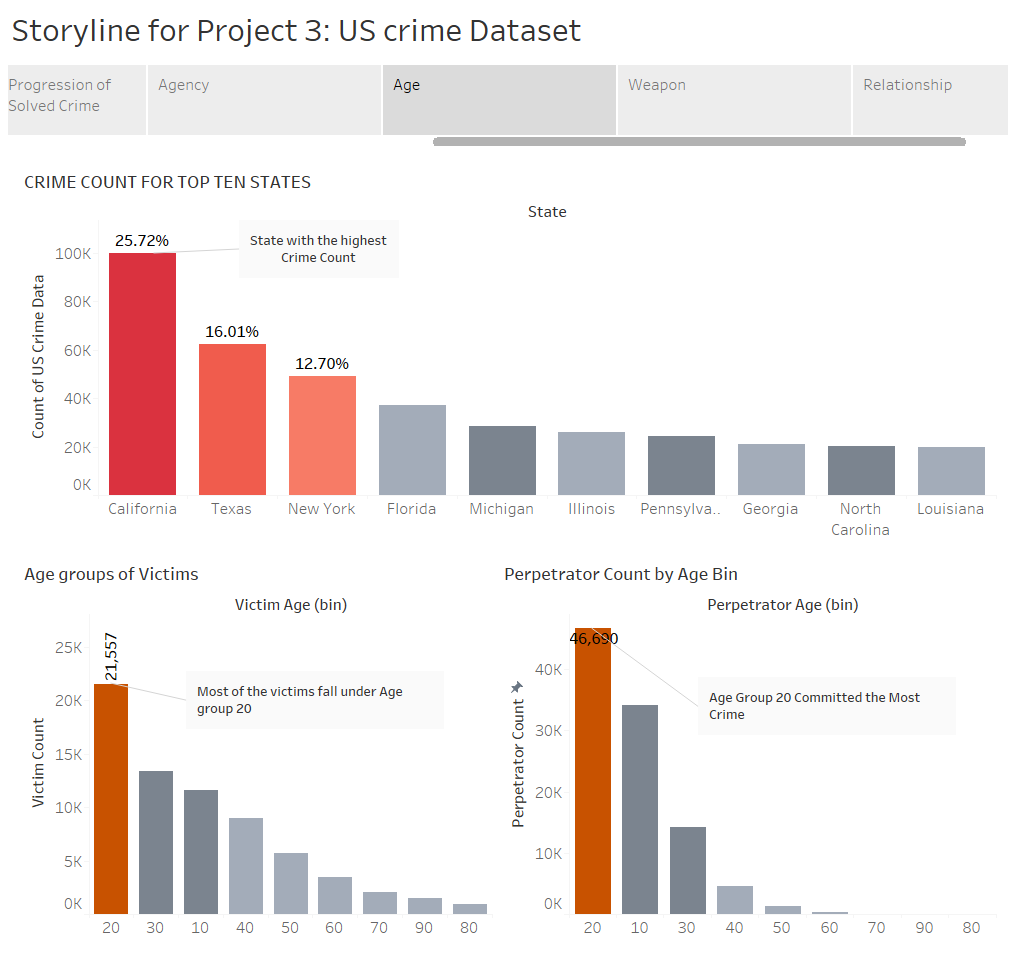 Storyline for Project 3: US crime Dataset
Progression of
Solved Crime
Agency
Age
Weapon
Relationship
CRIME COUNT FOR TOP TEN STATES
State
Count of US Crime Data
100K
80K
60K
40K
20K
0K
25.72%
16.01%
12.70%
State with the highest
Crime Count
California
Texas
New York
Florida
Michigan
Illinois
Pennsylva..
Georgia
North
Carolina
Louisiana
Age groups of Victims
Victim Age (bin)
Victim Count
25K
20K
15K
10K
5K
0K
21,557
Most of the victims fall under Age
group 20
20
30
10
40
50
60
70
90
80
Perpetrator Count by Age Bin
Perpetrator Age (bin)
Perpetrator Count
40K
30K
20K
10K
0K
46,690
Age Group 20 Committed the Most
Crime
20
10
30
40
50
60
70
90
80